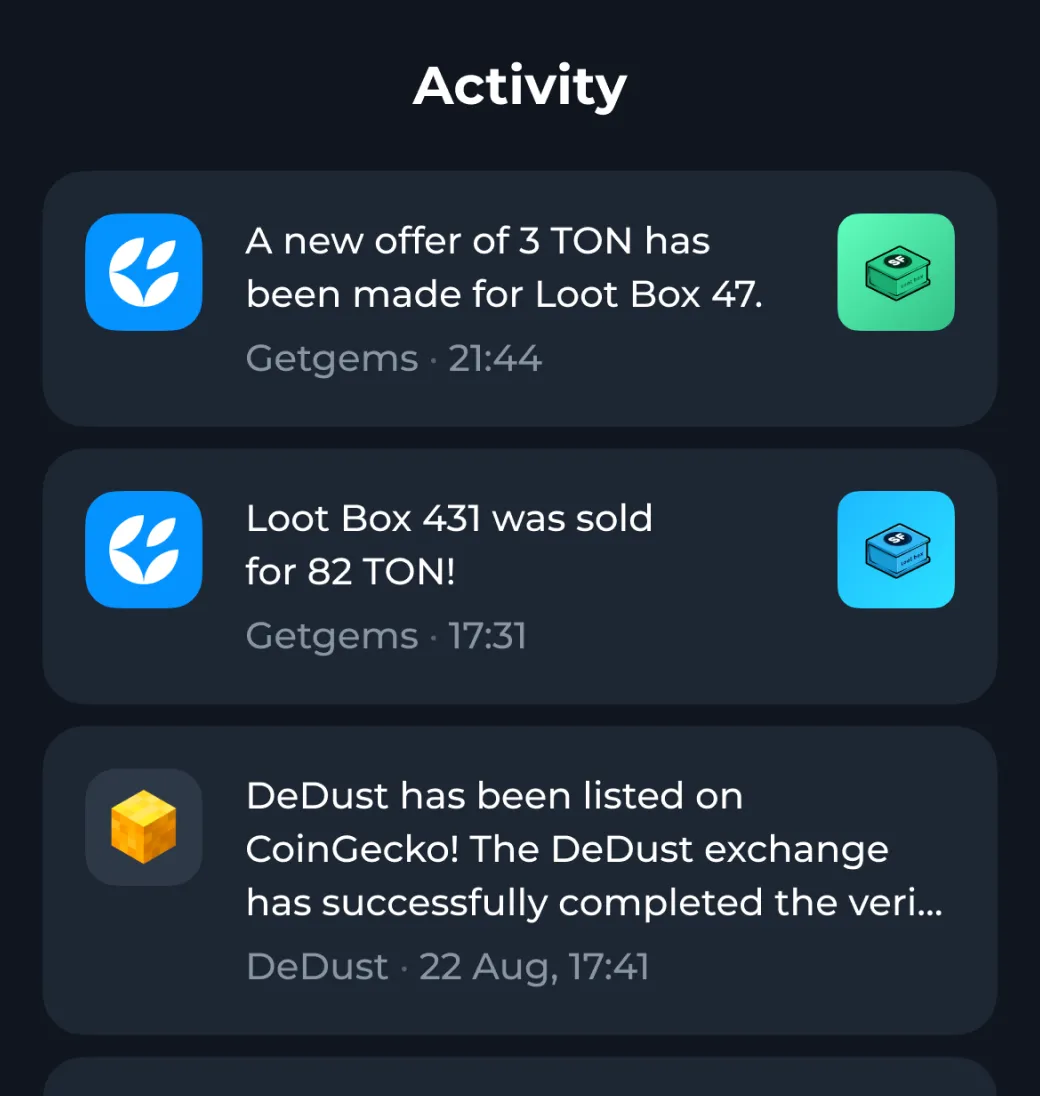 Activity
A new offer of 3 TON has
been made for Loot Box 47.
Getgems · 21:44
SF
Loot Box 431 was sold
for 82 TON!
Getgems · 17:31
SF
DeDust has been listed on
CoinGecko! The DeDust exchange
has successfully completed the veri...
DeDust · 22 Aug, 17:41